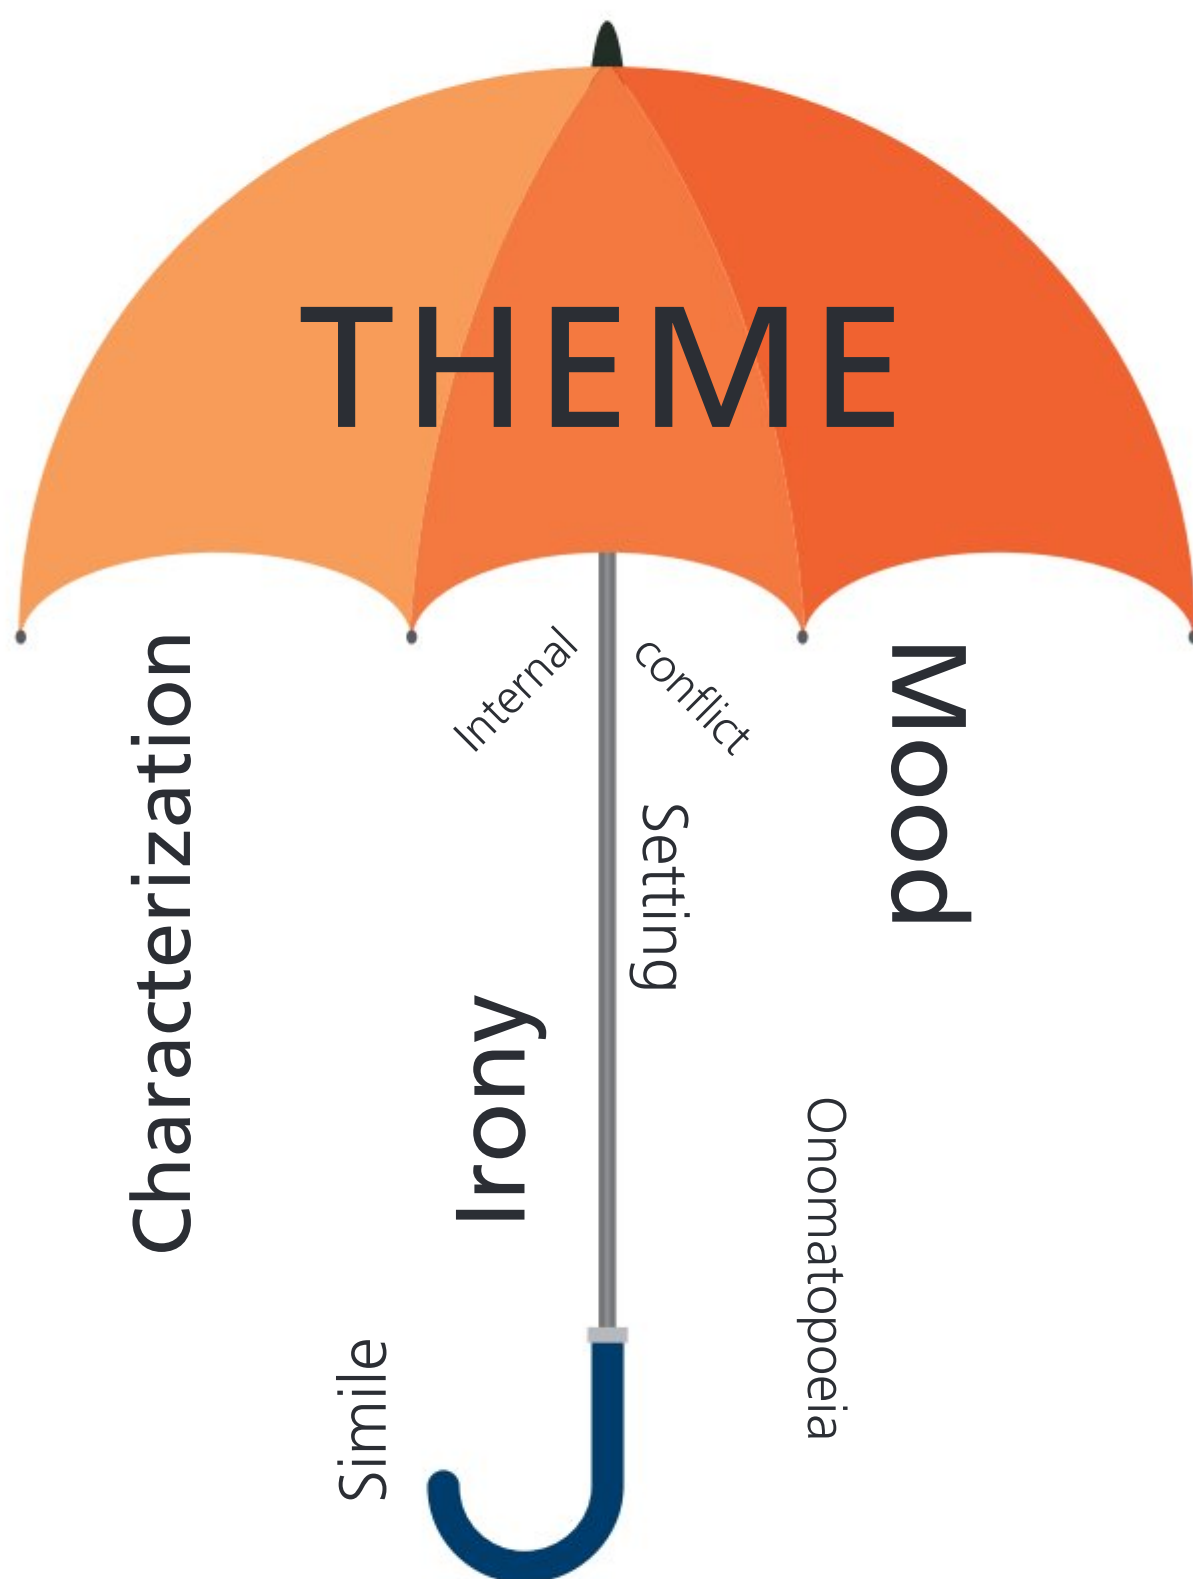 THEME
Internal conflict
Characterization
Mood
Setting
Irony
Onomatopoeia
Simile